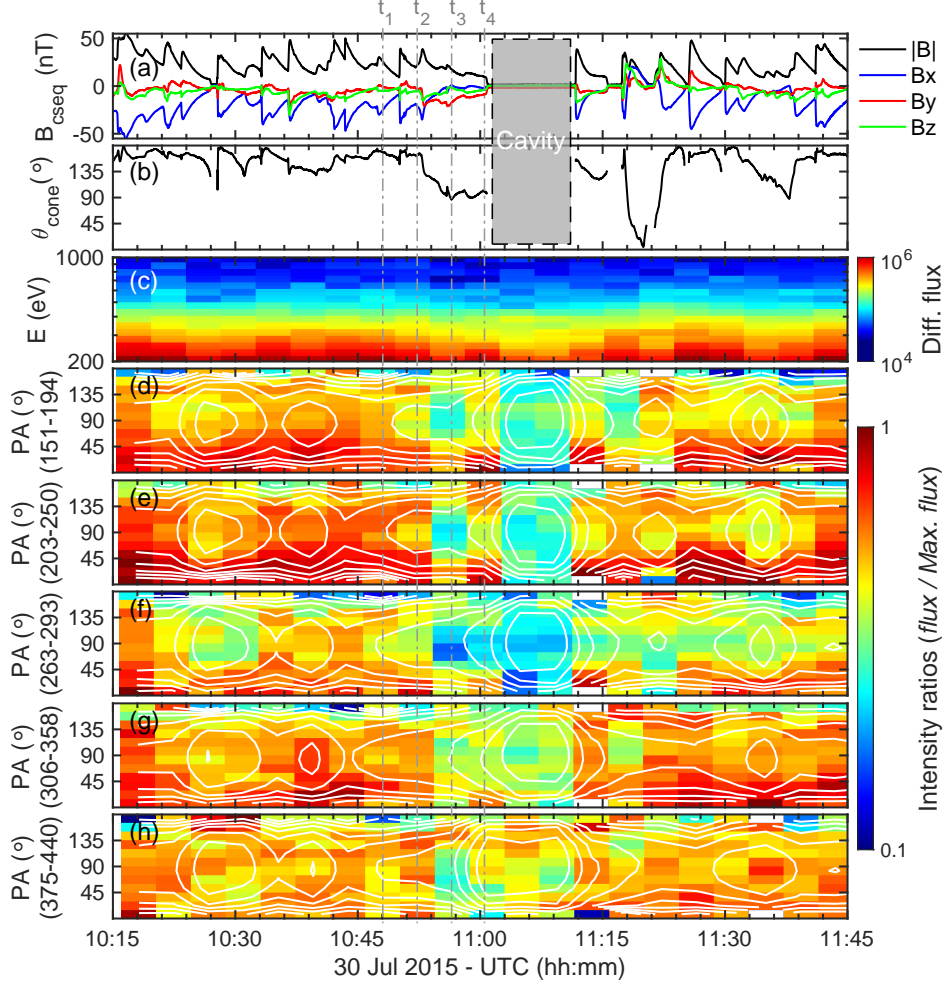 t1 t2 t3 t4
50
0
-50
B_cseq (nT)
(a)
|B|
Bx
By
Bz
Cavity
135
90
45
θ_cone(°)
(b)
1000
200
E (eV)
(c)
10^6
10^4
Diff. flux
PA (°)
(151-194)
135
90
45
(d)
PA (°)
(203-250)
135
90
45
(e)
PA (°)
(263-293)
135
90
45
(f)
PA (°)
(306-358)
135
90
45
(g)
PA (°)
(375-440)
135
90
45
(h)
1
0.1
Intensity ratios (flux / Max. flux)
10:15 10:30 10:45 11:00 11:15 11:30 11:45
30 Jul 2015 - UTC (hh:mm)